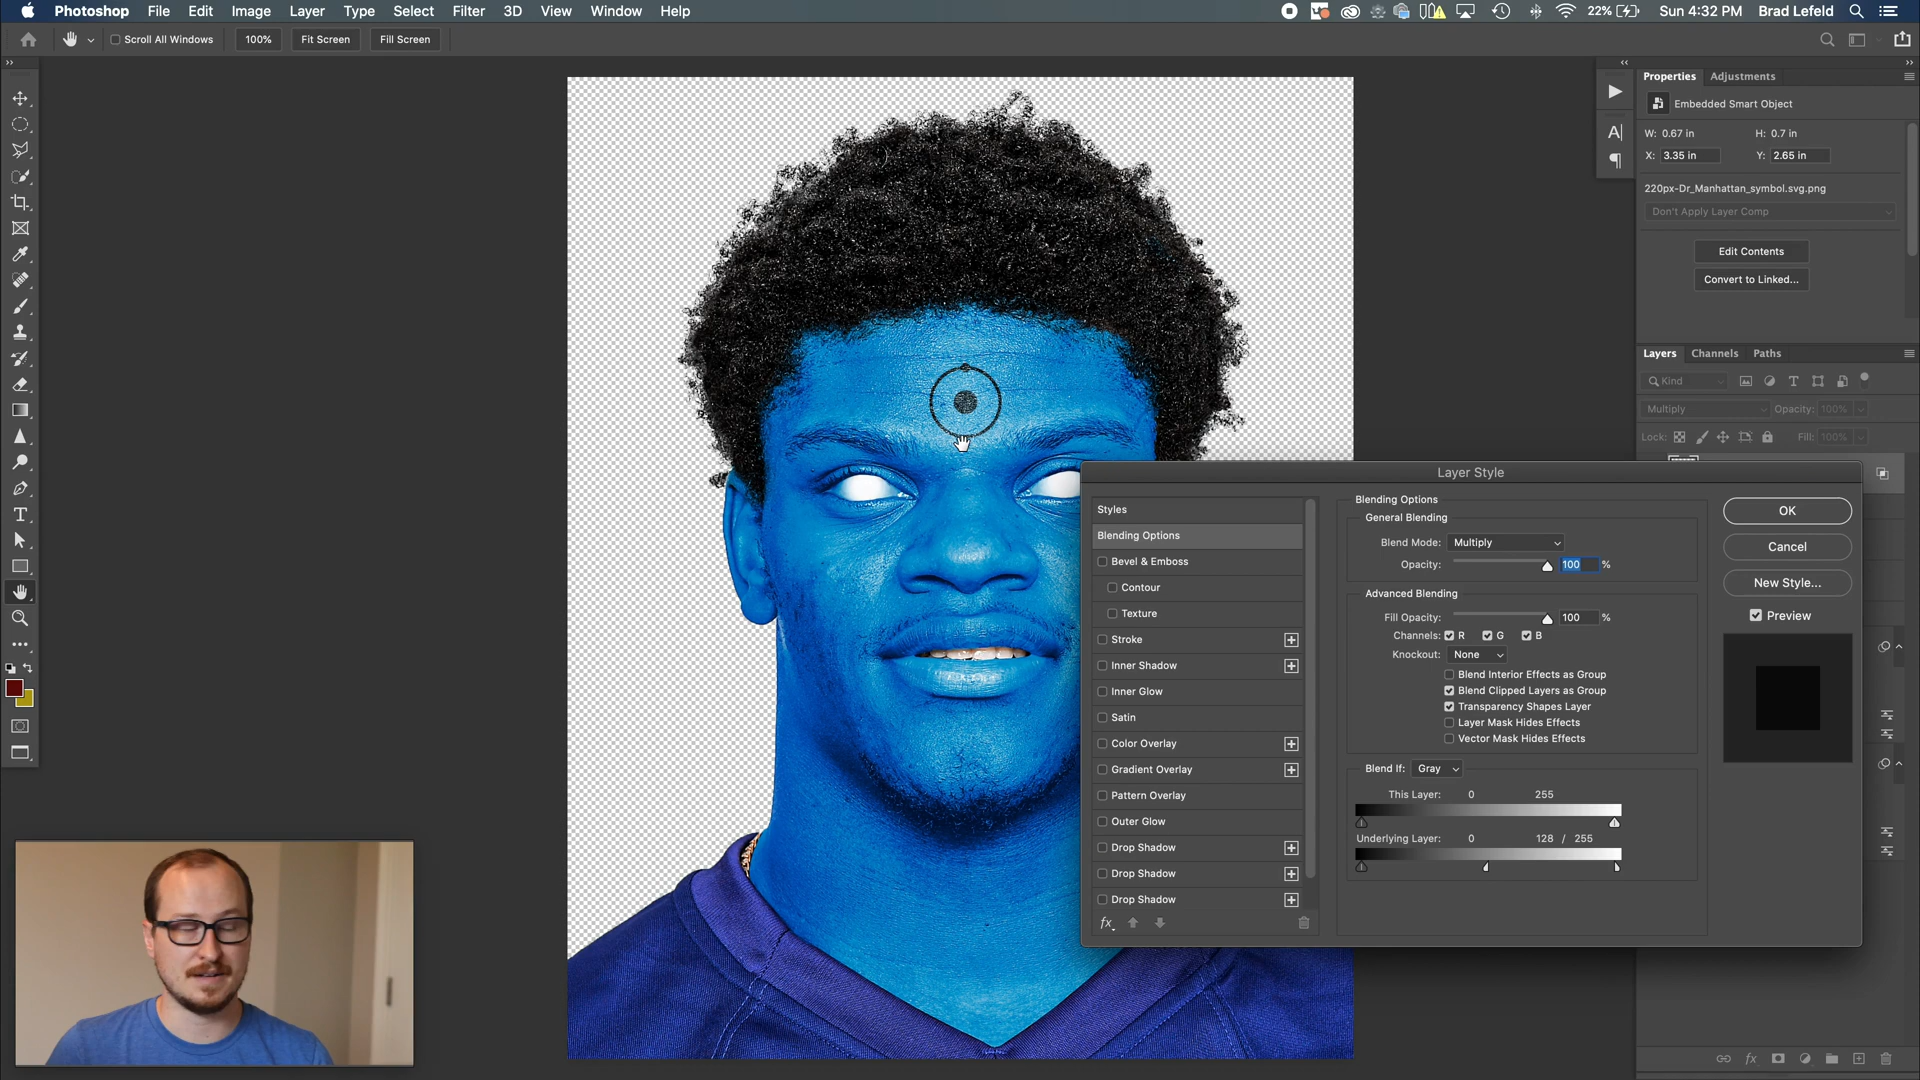 Photoshop File Edit Image Layer Type Select Filter 3D View Window Help 22% Sun 4:32 PM Brad Lefeld
Scroll All Windows 100% Fit Screen Fill Screen
Properties Adjustments
Embedded Smart Object
W: 0.67 in H: 0.7 in
X: 3.35 in Y: 2.65 in
220px-Dr_Manhattan_symbol.svg.png
Don't Apply Layer Comp
Edit Contents
Convert to Linked...
Layers Channels Paths
Kind
Multiply Opacity: 100%
Lock: Fill: 100%
Layer Style
Styles
Blending Options
Bevel & Emboss
Contour
Texture
Stroke
Inner Shadow
Inner Glow
Satin
Color Overlay
Gradient Overlay
Pattern Overlay
Outer Glow
Drop Shadow
Drop Shadow
Drop Shadow
fx
Blending Options
General Blending
Blend Mode: Multiply
Opacity: 100 %
Advanced Blending
Fill Opacity: 100 %
Channels: R G B
Knockout: None
Blend Interior Effects as Group
Blend Clipped Layers as Group
Transparency Shapes Layer
Layer Mask Hides Effects
Vector Mask Hides Effects
Blend If: Gray
This Layer: 0 255
Underlying Layer: 0 128 / 255
OK
Cancel
New Style...
Preview
fx